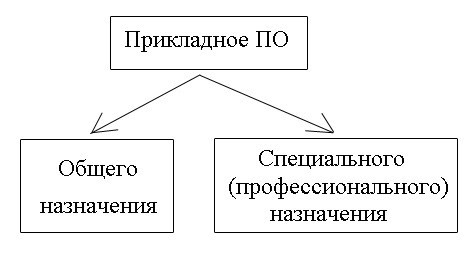 Прикладное ПО
Общего
назначения
Специального
(профессионального)
назначения